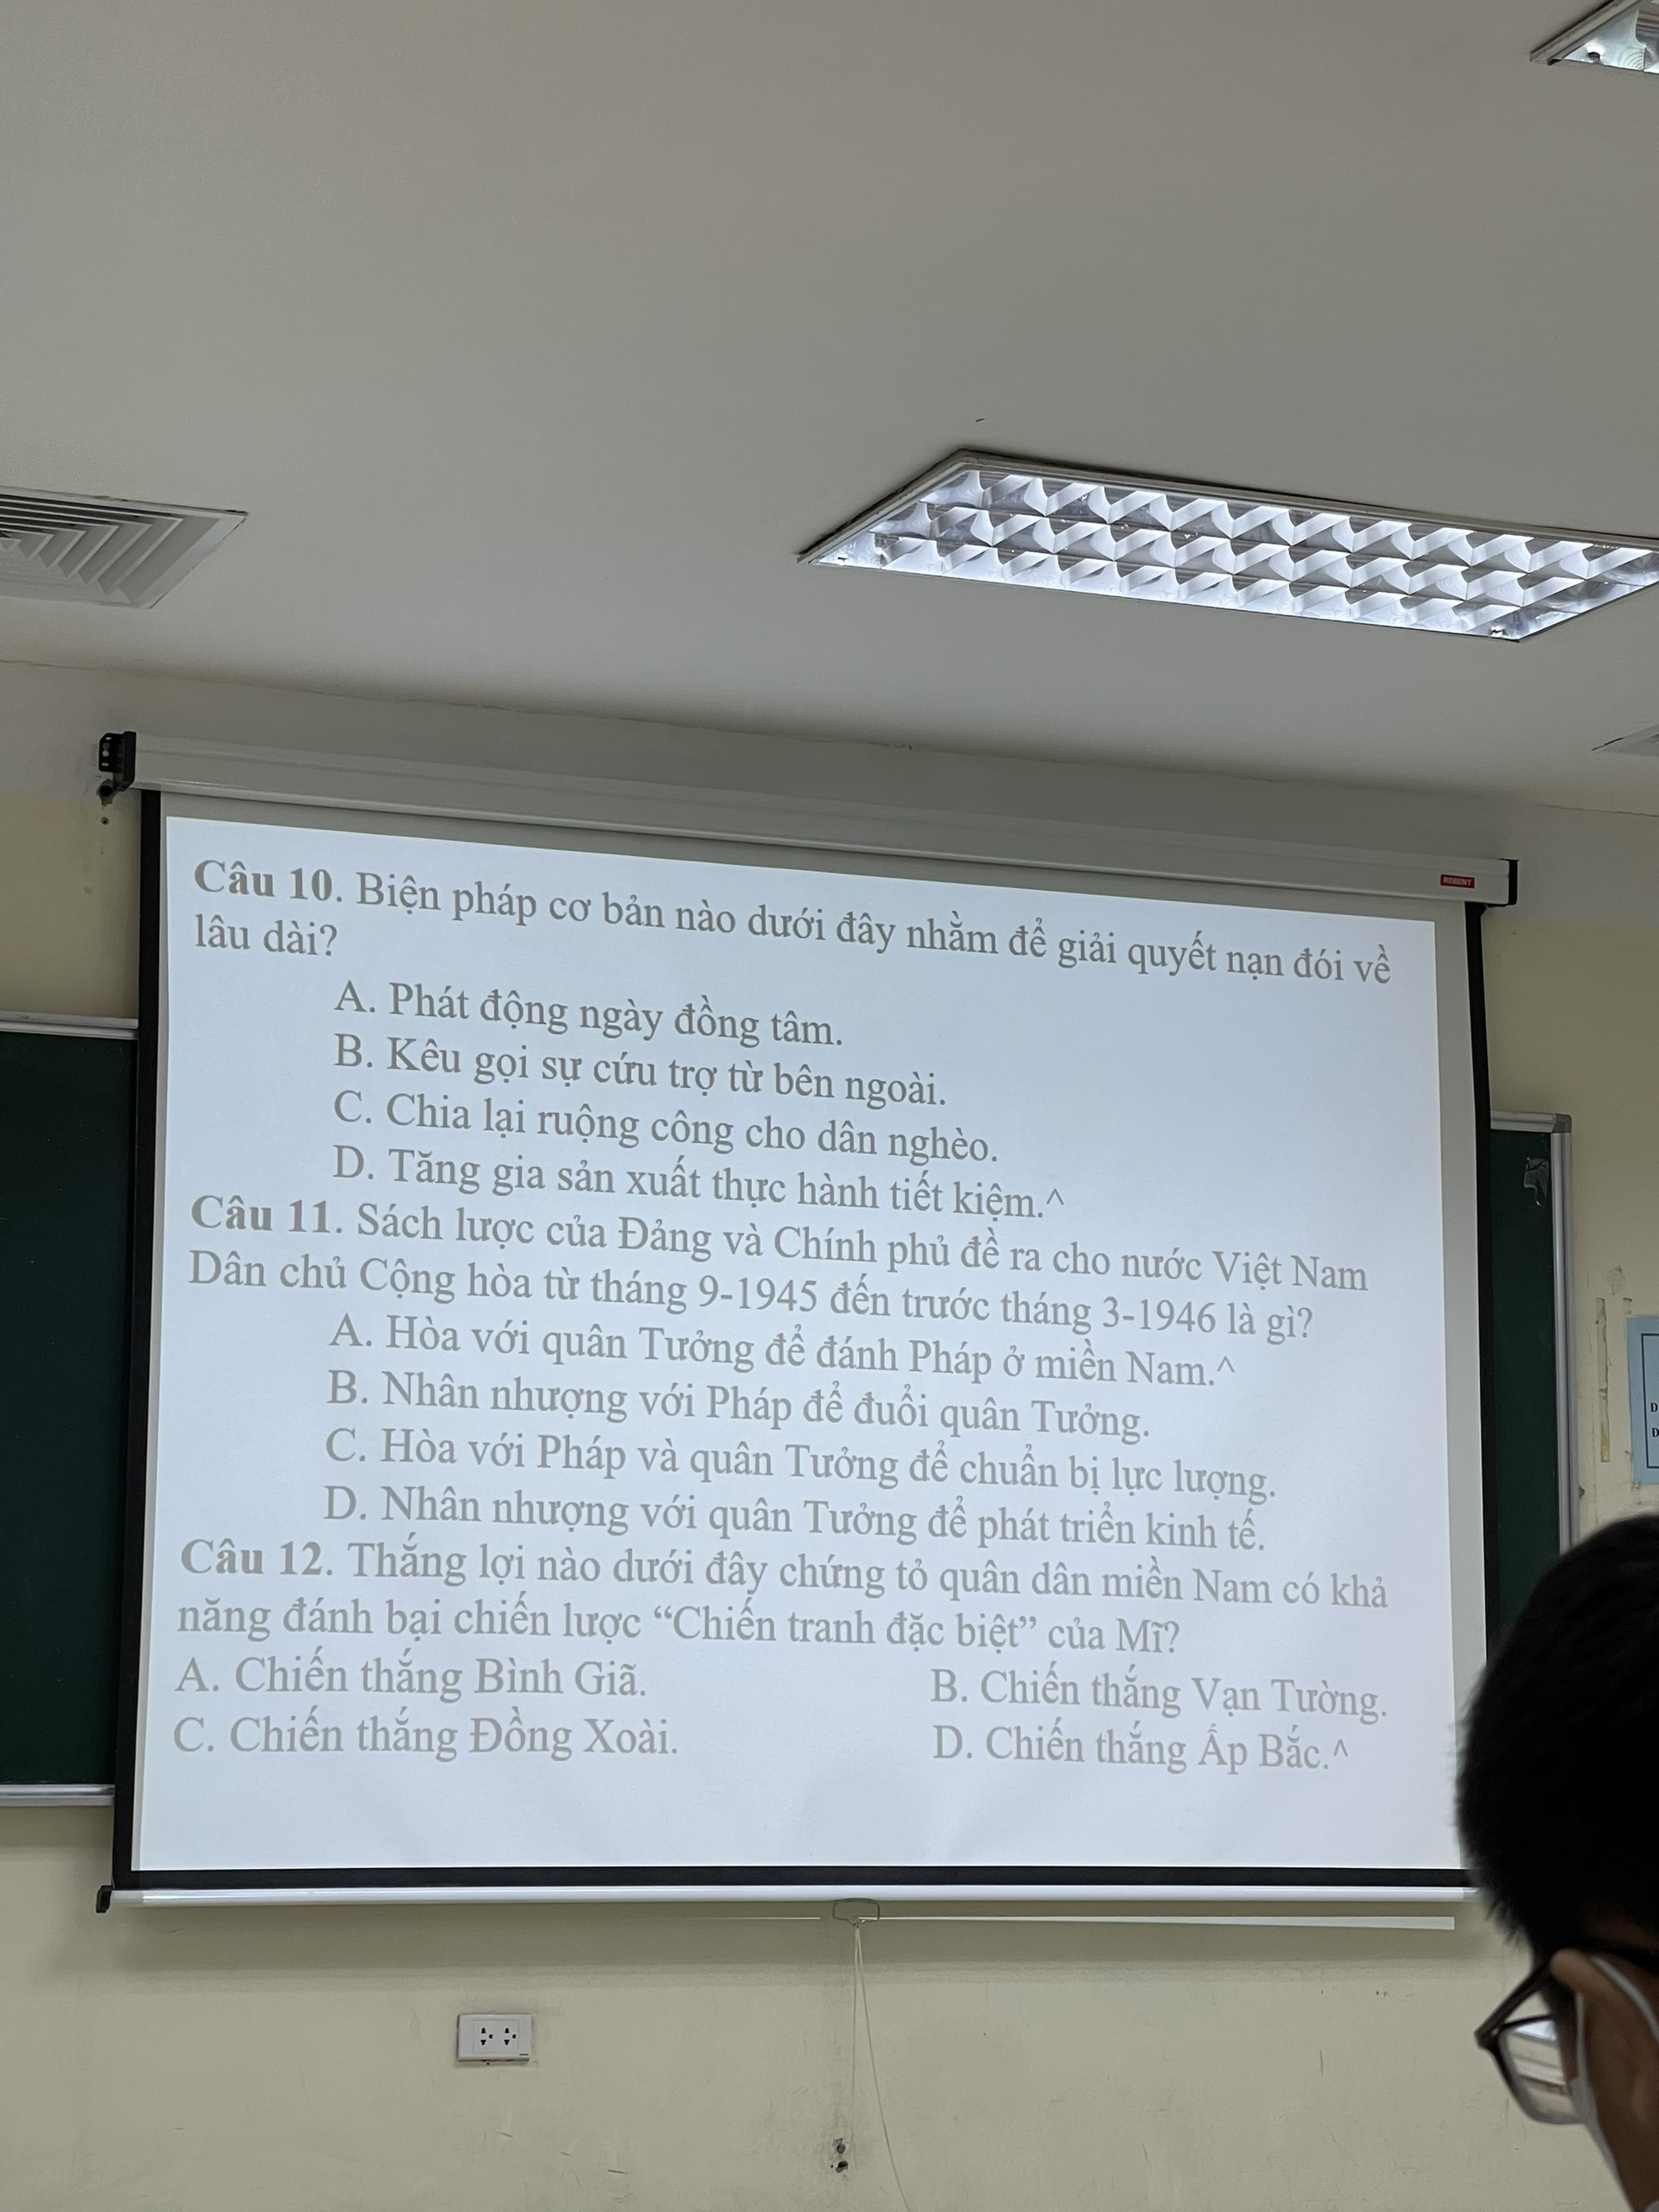 REGENT
Câu 10. Biện pháp cơ bản nào dưới đây nhằm để giải quyết nạn đói về
lâu dài?
A. Phát động ngày đồng tâm.
B. Kêu gọi sự cứu trợ từ bên ngoài.
C. Chia lại ruộng công cho dân nghèo.
D. Tăng gia sản xuất thực hành tiết kiệm.^
Câu 11. Sách lược của Đảng và Chính phủ đề ra cho nước Việt Nam
Dân chủ Cộng hòa từ tháng 9-1945 đến trước tháng 3-1946 là gì?
A. Hòa với quân Tưởng để đánh Pháp ở miền Nam.^
B. Nhân nhượng với Pháp để đuổi quân Tưởng.
C. Hòa với Pháp và quân Tưởng để chuẩn bị lực lượng.
D. Nhân nhượng với quân Tưởng để phát triển kinh tế.
Câu 12. Thắng lợi nào dưới đây chứng tỏ quân dân miền Nam có khả
năng đánh bại chiến lược “Chiến tranh đặc biệt” của Mĩ?
A. Chiến thắng Bình Giã. B. Chiến thắng Vạn Tường.
C. Chiến thắng Đồng Xoài. D. Chiến thắng Ấp Bắc.^